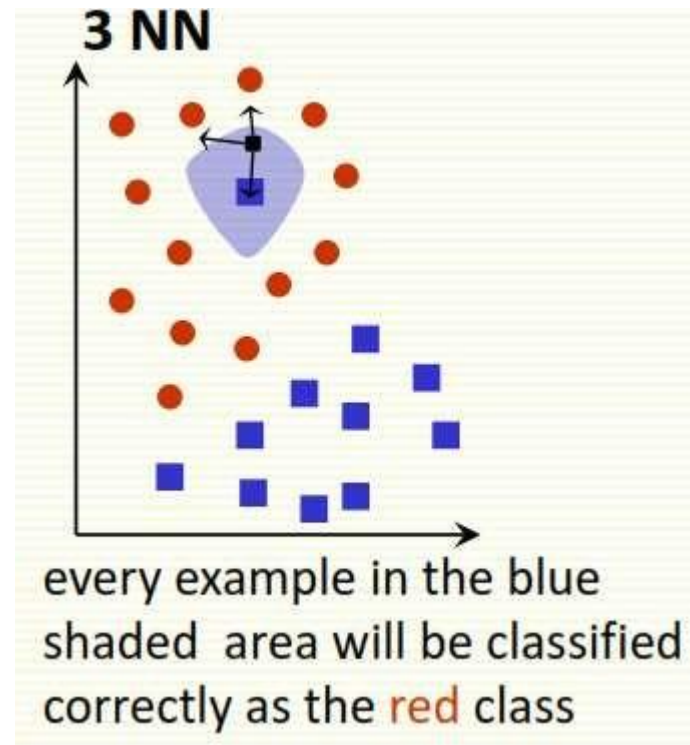 3 NN
every example in the blue
shaded area will be classified
correctly as the red class